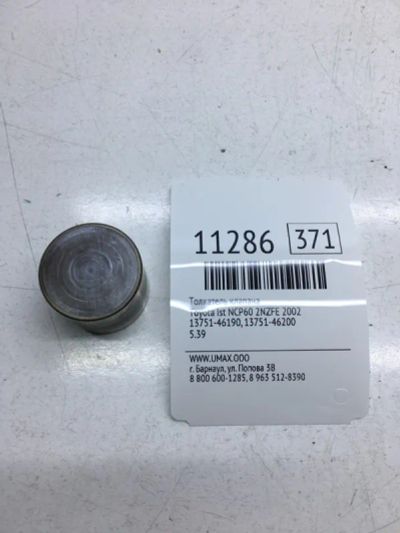 11286 371
Толкатель клапана
Toyota Ist NCP60 2NZFE 2002
13751-46190, 13751-46200
5.39
WWW.UMAX.OOO
г. Барнаул, ул. Попова 3В
8 800 600-1285, 8 963 512-8390